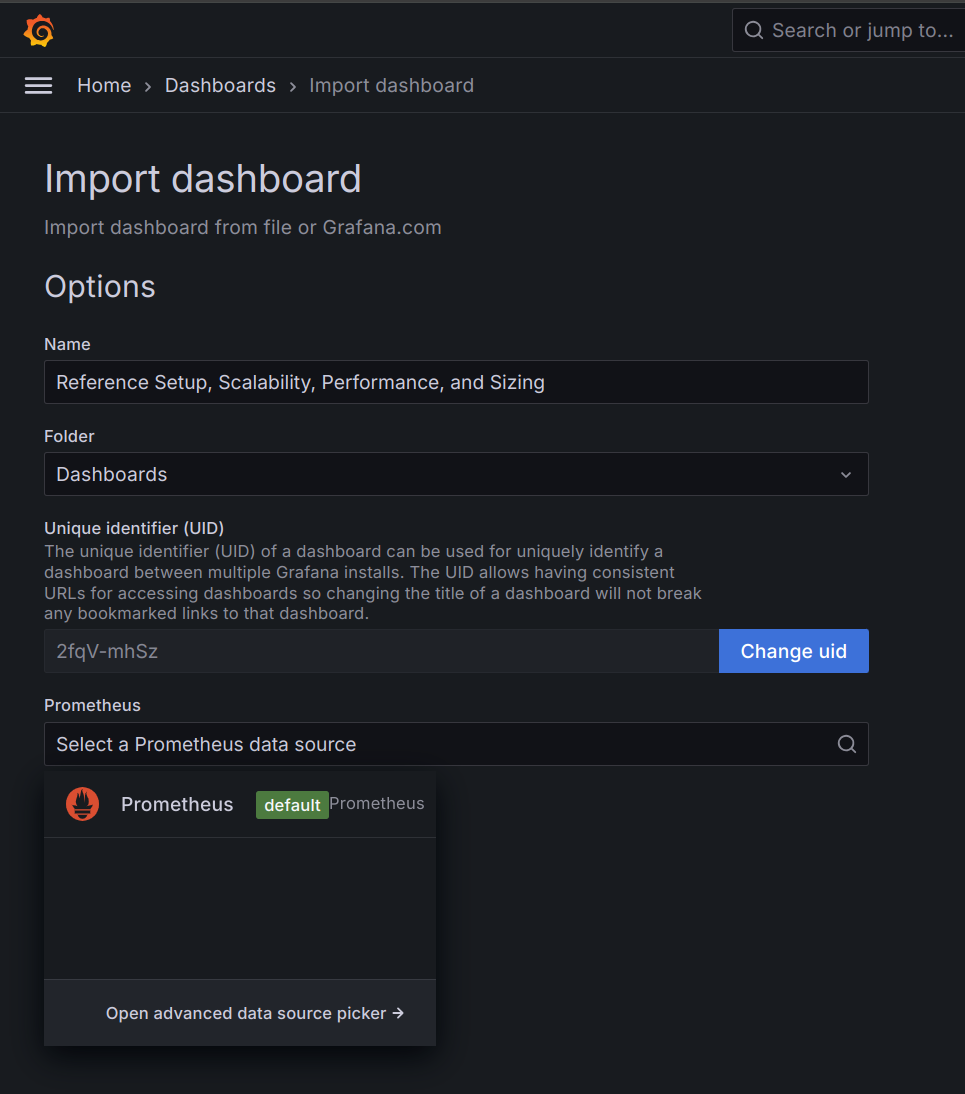 Search or jump to...
Home › Dashboards › Import dashboard
Import dashboard
Import dashboard from file or Grafana.com
Options
Name
Reference Setup, Scalability, Performance, and Sizing
Folder
Dashboards
Unique identifier (UID)
The unique identifier (UID) of a dashboard can be used for uniquely identify a
dashboard between multiple Grafana installs. The UID allows having consistent
URLs for accessing dashboards so changing the title of a dashboard will not break
any bookmarked links to that dashboard.
2fqV-mhSz Change uid
Prometheus
Select a Prometheus data source
Prometheus default Prometheus
Open advanced data source picker →